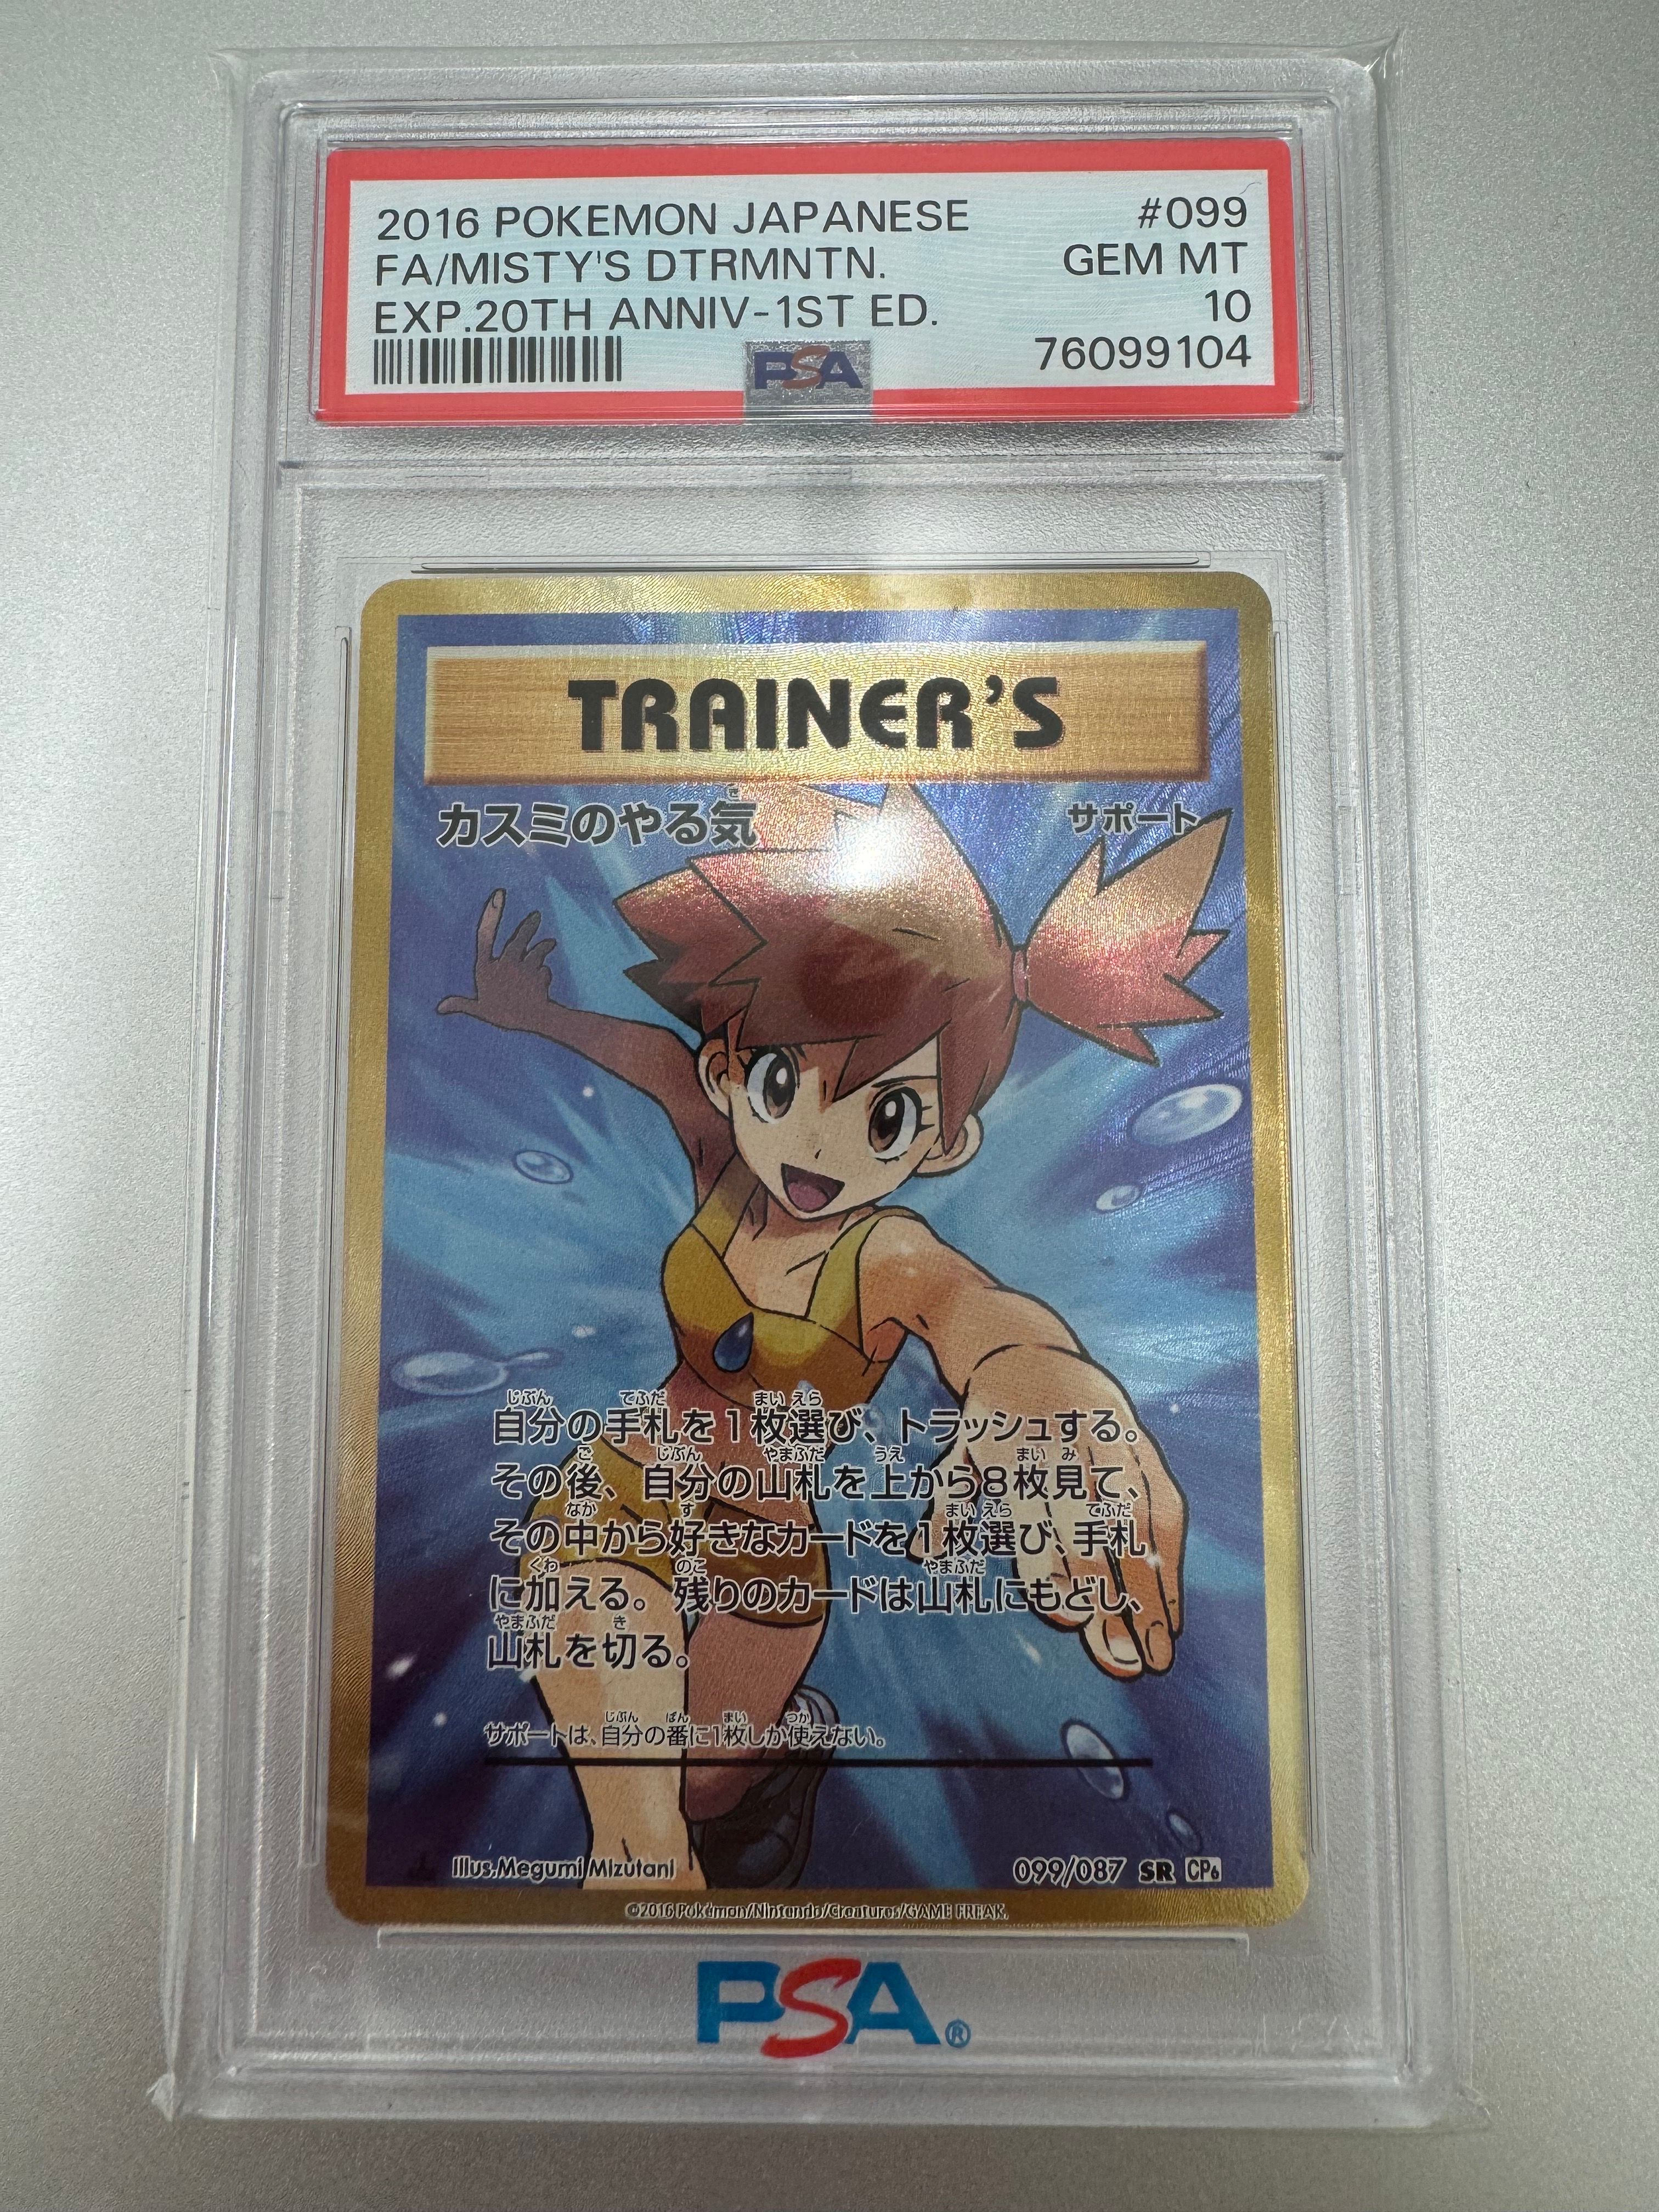 2016 POKEMON JAPANESE #099
FA/MISTY'S DTRMNTN. GEM MT
EXP.20TH ANNIV-1ST ED. 10
PSA 76099104
TRAINER'S
カスミのやる気 サポート
自分の手札を1枚選び、トラッシュする。
その後、自分の山札を上から8枚見て、
その中から好きなカードを1枚選び、手札
に加える。残りのカードは山札にもどし、
山札を切る。
サポートは、自分の番に1枚しか使えない。
Illus.Megumi Mizutani 099/087 SR CP6
©2016 Pokémon/Nintendo/Creatures/GAME FREAK.
PSA®